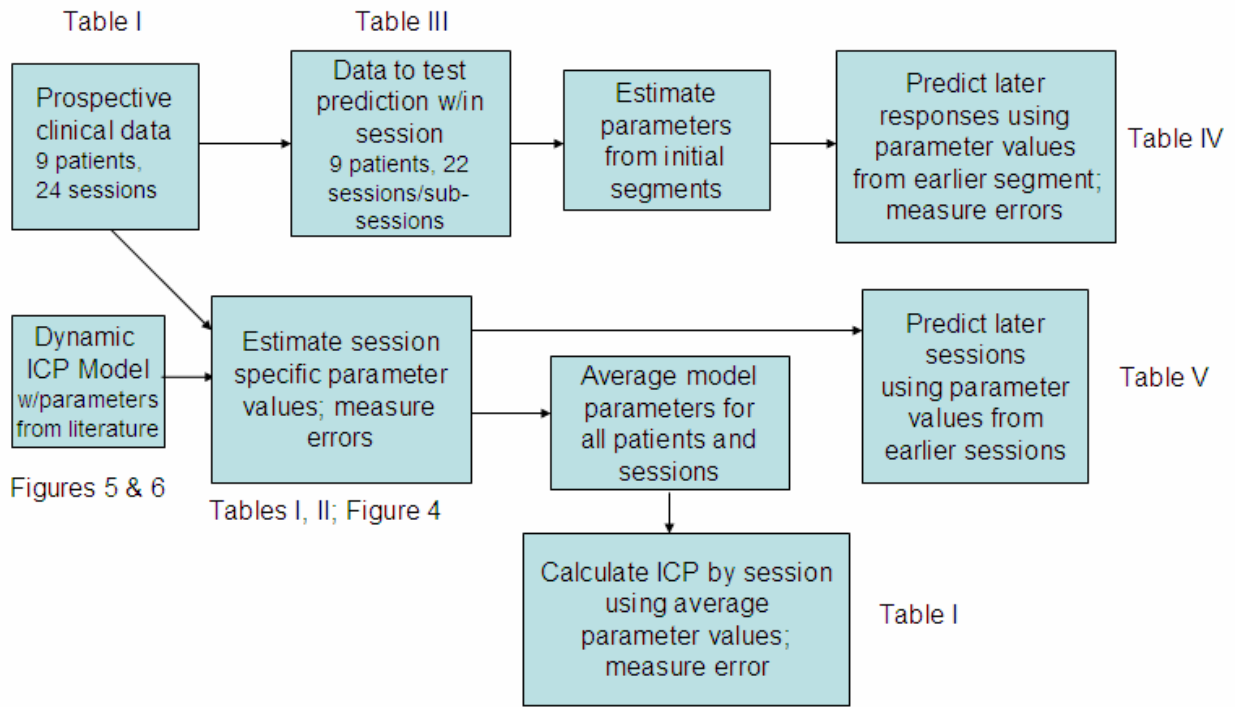 Table I
Table III
Prospective
clinical data
9 patients,
24 sessions
Data to test
prediction w/in
session
9 patients, 22
sessions/sub-
sessions
Estimate
parameters
from initial
segments
Predict later
responses using
parameter values
from earlier segment;
measure errors
Table IV
Dynamic
ICP Model
w/parameters
from literature
Figures 5 & 6
Estimate session
specific parameter
values; measure
errors
Tables I, II; Figure 4
Average model
parameters for
all patients and
sessions
Predict later
sessions
using parameter
values from
earlier sessions
Table V
Calculate ICP by session
using average
parameter values;
measure error
Table I